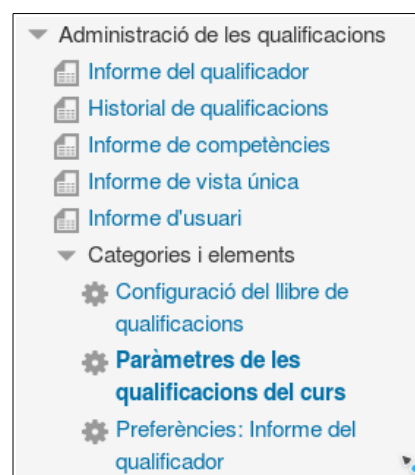 Administració de les qualificacions
Informe del qualificador
Historial de qualificacions
Informe de competències
Informe de vista única
Informe d'usuari
Categories i elements
Configuració del llibre de
qualificacions
Paràmetres de les
qualificacions del curs
Preferències: Informe del
qualificador